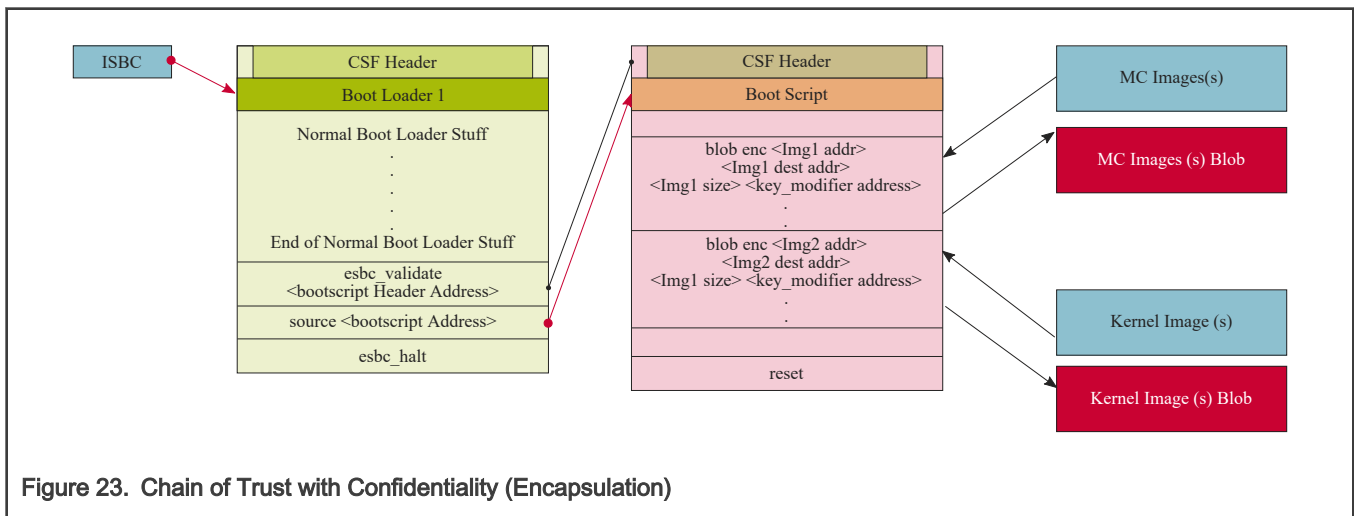 ISBC
CSF Header
Boot Loader 1
Normal Boot Loader Stuff
.
.
.
.
.
End of Normal Boot Loader Stuff
esbc_validate
<bootscript Header Address>
source <bootscript Address>
esbc_halt
CSF Header
Boot Script
blob enc <Img1 addr>
<Img1 dest addr>
<Img1 size> <key_modifier address>
.
.
blob enc <Img2 addr>
<Img2 dest addr>
<Img1 size> <key_modifier address>
.
.
reset
MC Images(s)
MC Images (s) Blob
Kernel Image (s)
Kernel Image (s) Blob
Figure 23. Chain of Trust with Confidentiality (Encapsulation)